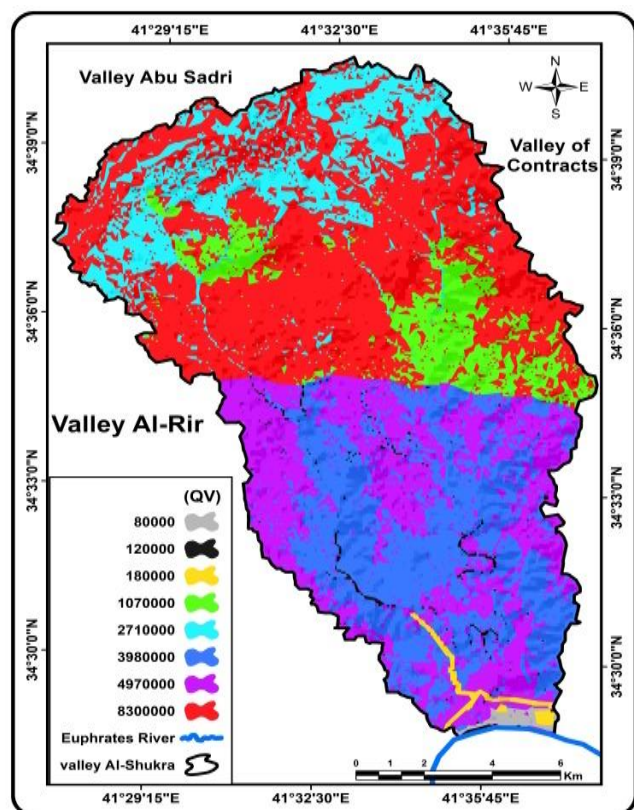 41°29'15"E 41°32'30"E 41°35'45"E
Valley Abu Sadri
N
W E
S
34°39'0"N
34°39'0"N
Valley of
Contracts
34°36'0"N
34°36'0"N
Valley Al-Rir
34°33'0"N
34°33'0"N
(QV)
80000
120000
180000
1070000
2710000
3980000
4970000
8300000
Euphrates River
valley Al-Shukra
34°30'0"N
34°30'0"N
0 1 2 4 6
Km
41°29'15"E 41°32'30"E 41°35'45"E